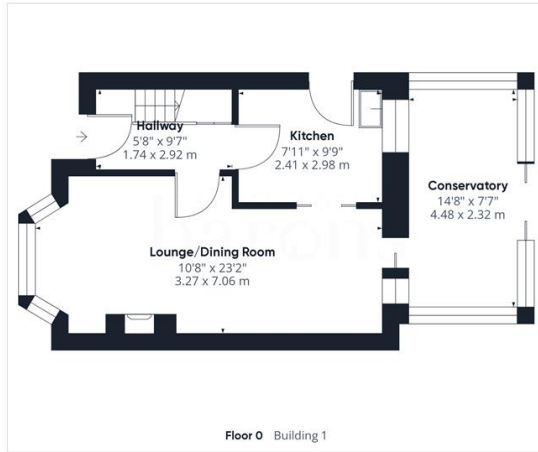 Hallway
5'8" x 9'7"
1.74 x 2.92 m
Kitchen
7'11" x 9'9"
2.41 x 2.98 m
Conservatory
14'8" x 7'7"
4.48 x 2.32 m
Lounge/Dining Room
10'8" x 23'2"
3.27 x 7.06 m
Floor 0 Building 1